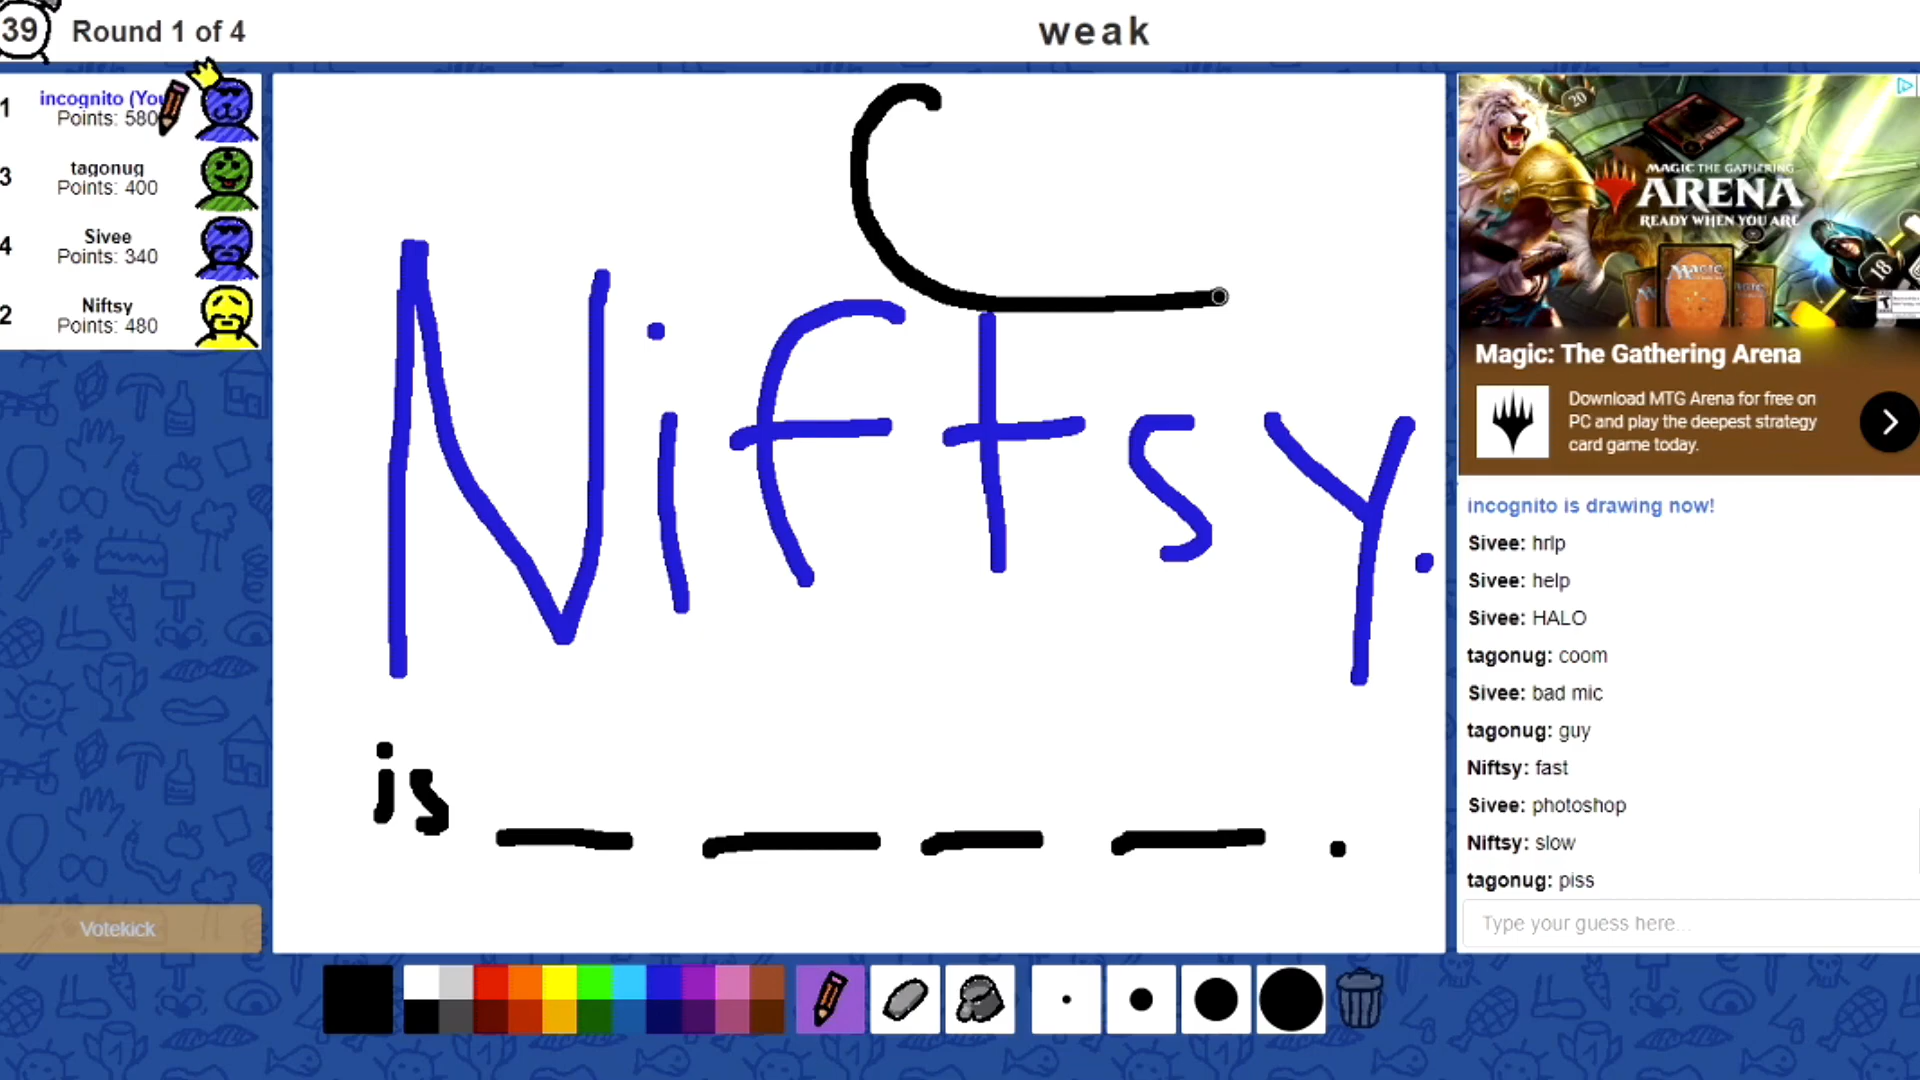 39 Round 1 of 4 weak
1 incognito (You
Points: 580
3 tagonug
Points: 400
4 Sivee
Points: 340
2 Niftsy
Points: 480
Votekick
Niftsy.
is _ _ _ _ .
20
MAGIC THE GATHERING
ARENA
READY WHEN YOU ARE
18
Magic
Magic: The Gathering Arena
Download MTG Arena for free on
PC and play the deepest strategy
card game today.
incognito is drawing now!
Sivee: hrlp
Sivee: help
Sivee: HALO
tagonug: coom
Sivee: bad mic
tagonug: guy
Niftsy: fast
Sivee: photoshop
Niftsy: slow
tagonug: piss
Type your guess here...